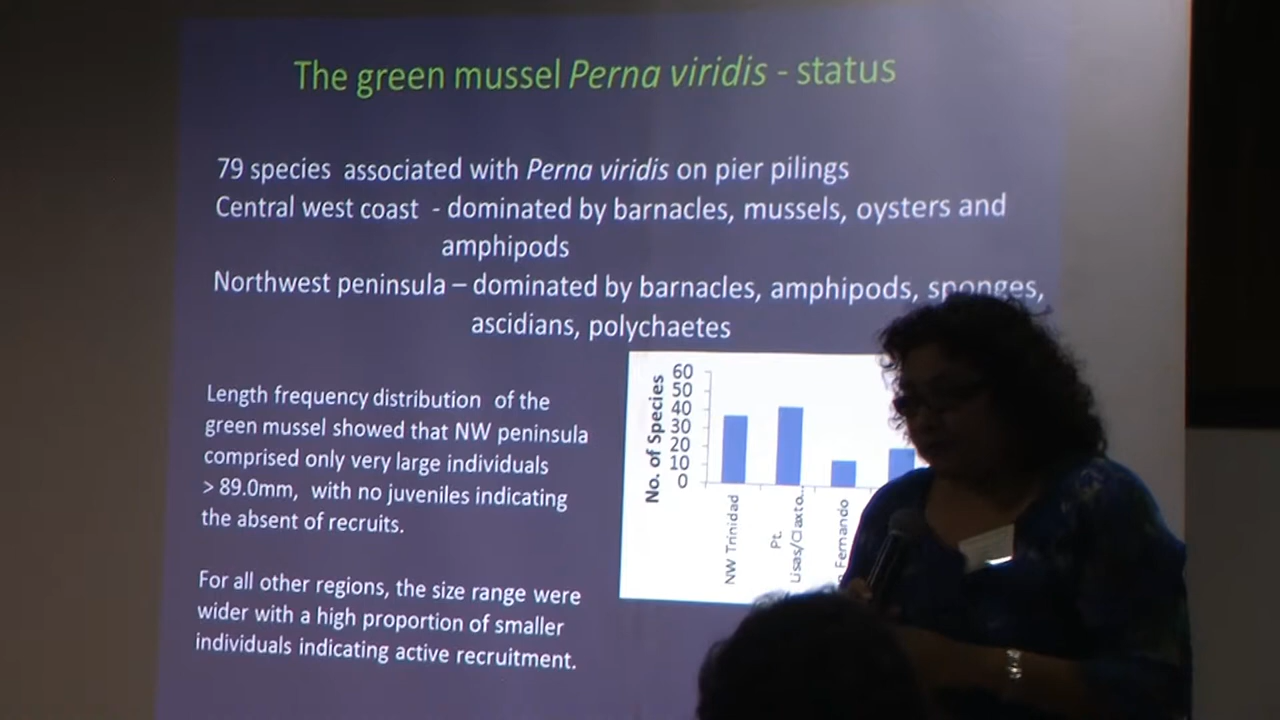 The green mussel Perna viridis - status
79 species associated with Perna viridis on pier pilings
Central west coast - dominated by barnacles, mussels, oysters and
amphipods
Northwest peninsula – dominated by barnacles, amphipods, sponges,
ascidians, polychaetes
Length frequency distribution of the
green mussel showed that NW peninsula
comprised only very large individuals
> 89.0mm, with no juveniles indicating
the absent of recruits.
For all other regions, the size range were
wider with a high proportion of smaller
individuals indicating active recruitment.
No. of Species
60
50
40
30
20
10
0
NW Trinidad
Pt.
Lisas/Claxto...
Fernando